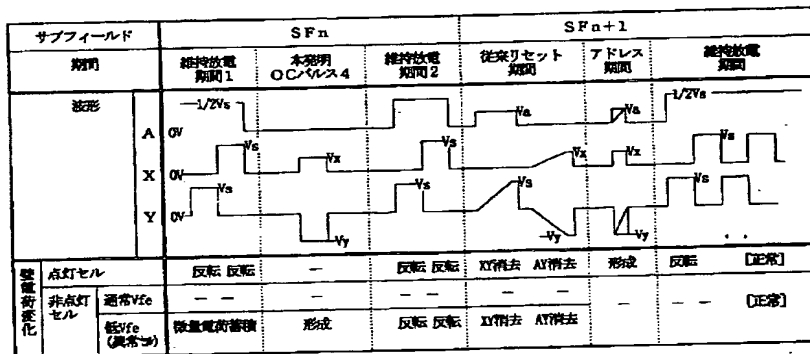 サブフィールド SFn SFn+1
期間 維持放電期間1 本発明OCパルス4 維持放電期間2 従来リセット期間 アドレス期間 維持放電期間
波形
1/2Vs Va Va 1/2Vs
A 0V
Vs Vx Vs Vx Vx Vs
X 0V
Vs Vs Vs Vs
Y 0V
Vy -Vy -Vy
壁電荷変化
点灯セル 反転 反転 - 反転 反転 XY消去 AY消去 形成 反転 [正常]
非点灯セル 通常Vfe - - - - - - - - - - [正常]
低Vfe (異常セル) 微量電荷蓄積 形成 反転 反転 XY消去 AY消去